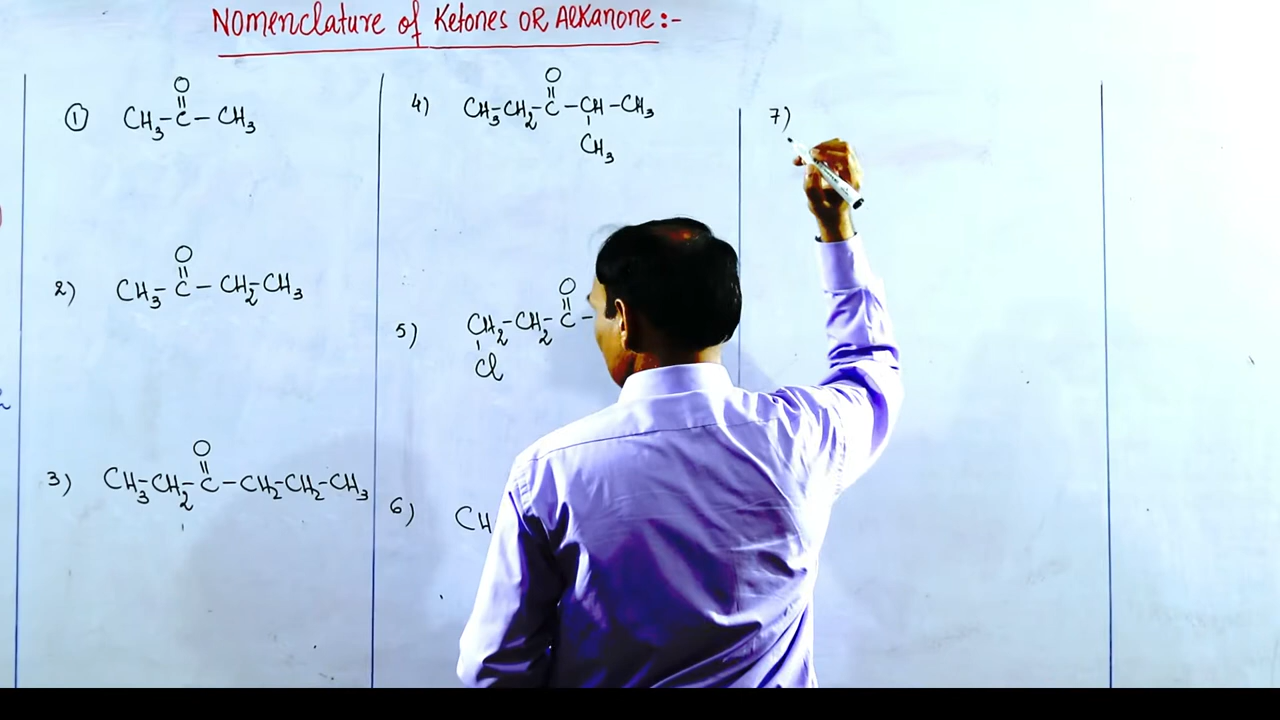 Nomenclature of Ketones OR Alkanone:-
① O
CH₃-C-CH₃
2) O
CH₃-C-CH₂-CH₃
3) O
CH₃-CH₂-C-CH₂-CH₂-CH₃
4) O
CH₃-CH₂-C-CH-CH₃
CH₃
5) O
CH₂-CH₂-C-
Cl
6) CH
7)